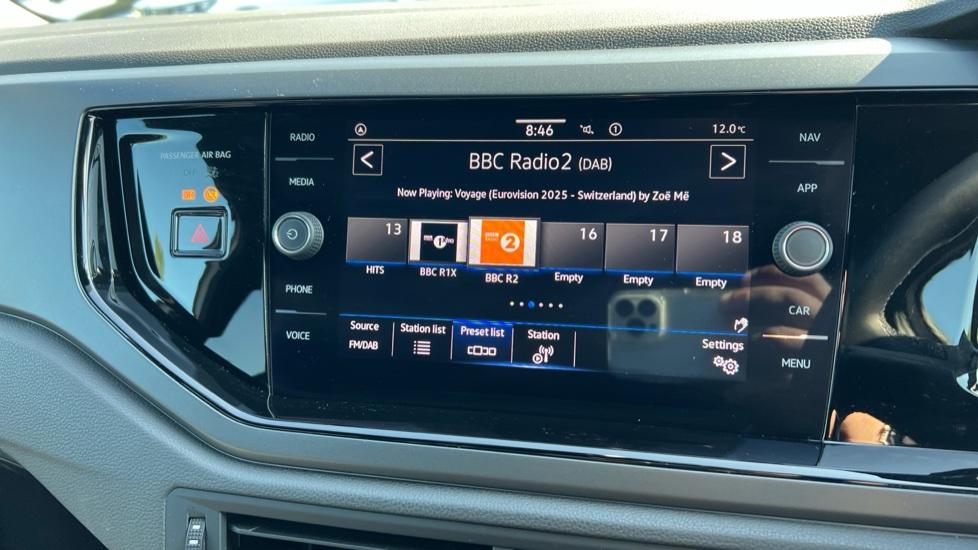 PASSENGER AIR BAG
OFF
RADIO
MEDIA
PHONE
VOICE
8:46
12.0°C
BBC Radio2 (DAB)
Now Playing: Voyage (Eurovision 2025 - Switzerland) by Zoë Më
13
2
16
17
18
HITS
BBC R1X
BBC R2
Empty
Empty
Empty
Source
FM/DAB
Station list
Preset list
Station
Settings
NAV
APP
CAR
MENU